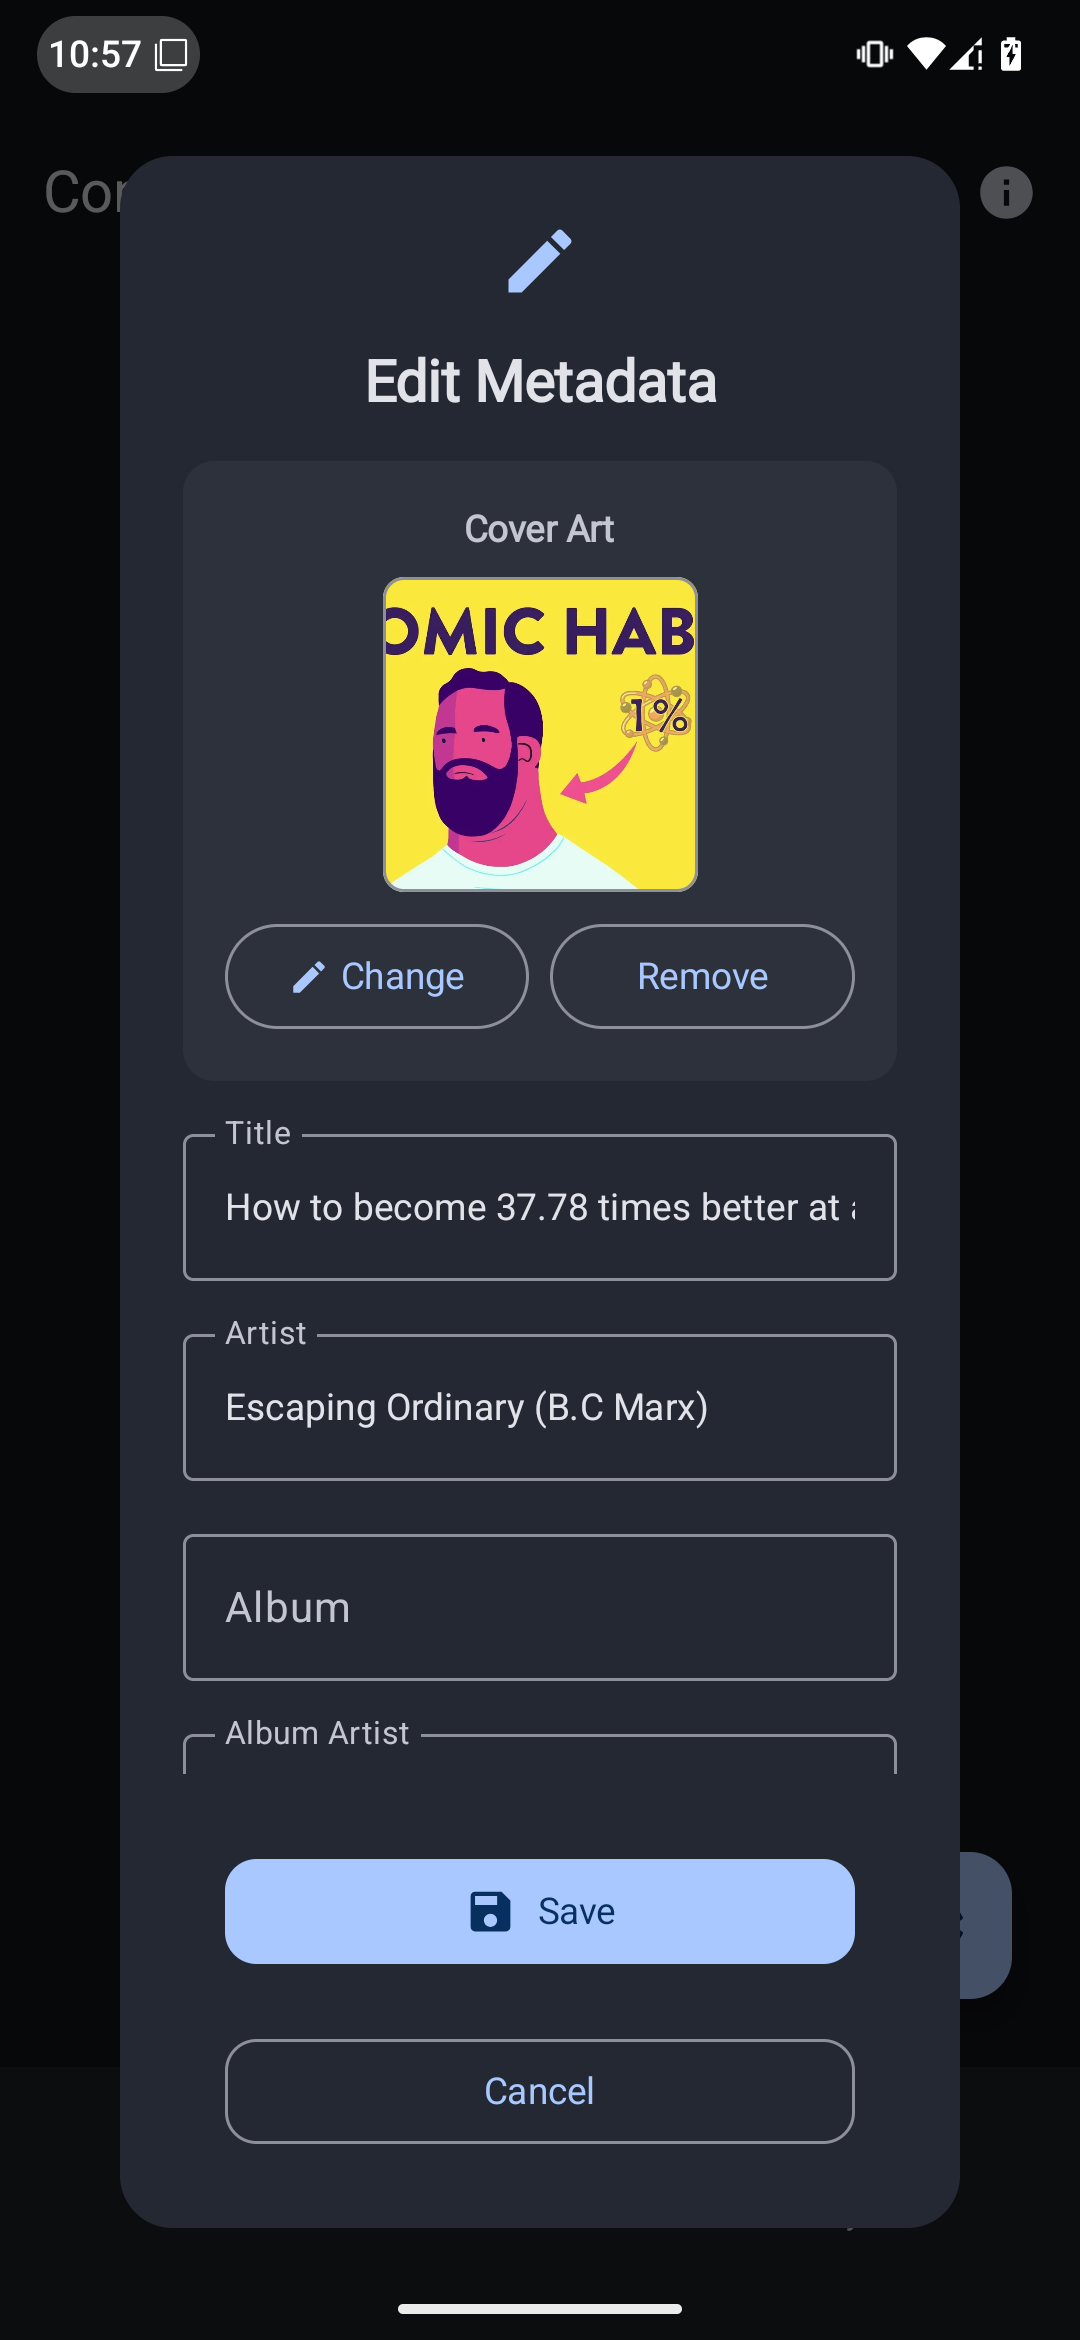 10:57
Cor
Edit Metadata
Cover Art
OMIC HAB
1%
Change
Remove
Title
How to become 37.78 times better at
Artist
Escaping Ordinary (B.C Marx)
Album
Album Artist
Save
Cancel